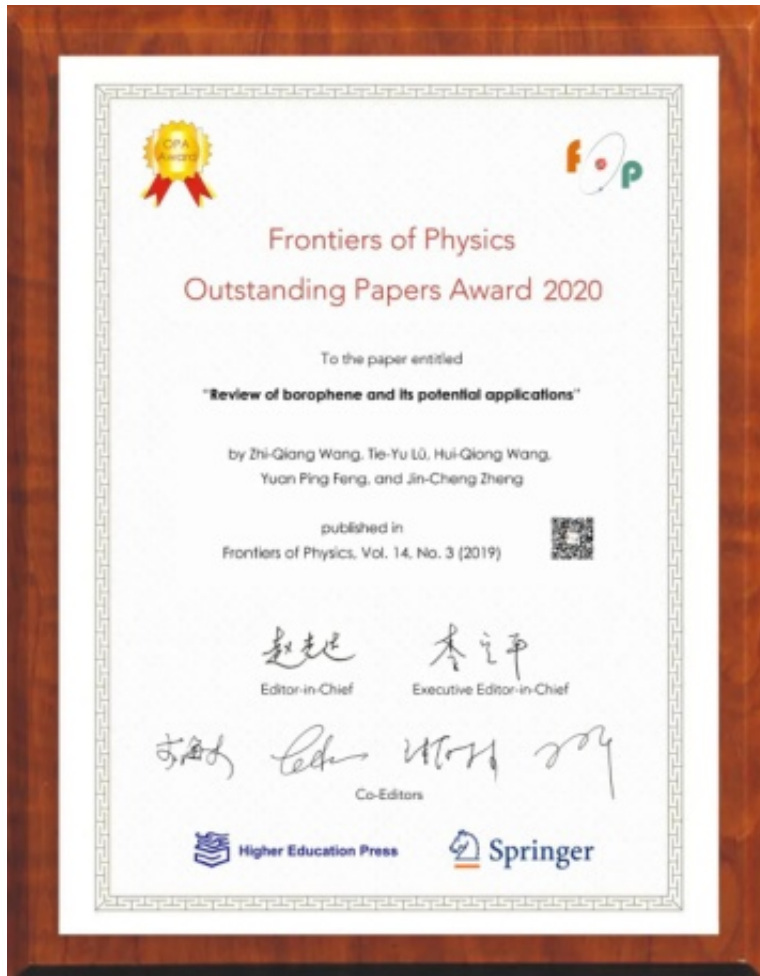 OPA
Award
fop
Frontiers of Physics
Outstanding Papers Award 2020
To the paper entitled
"Review of borophene and its potential applications"
by Zhi-Qiang Wang, Tie-Yu Lü, Hui-Qiong Wang,
Yuan Ping Feng, and Jin-Cheng Zheng
published in
Frontiers of Physics, Vol. 14, No. 3 (2019)
Editor-in-Chief
Executive Editor-in-Chief
Co-Editors
Higher Education Press
Springer